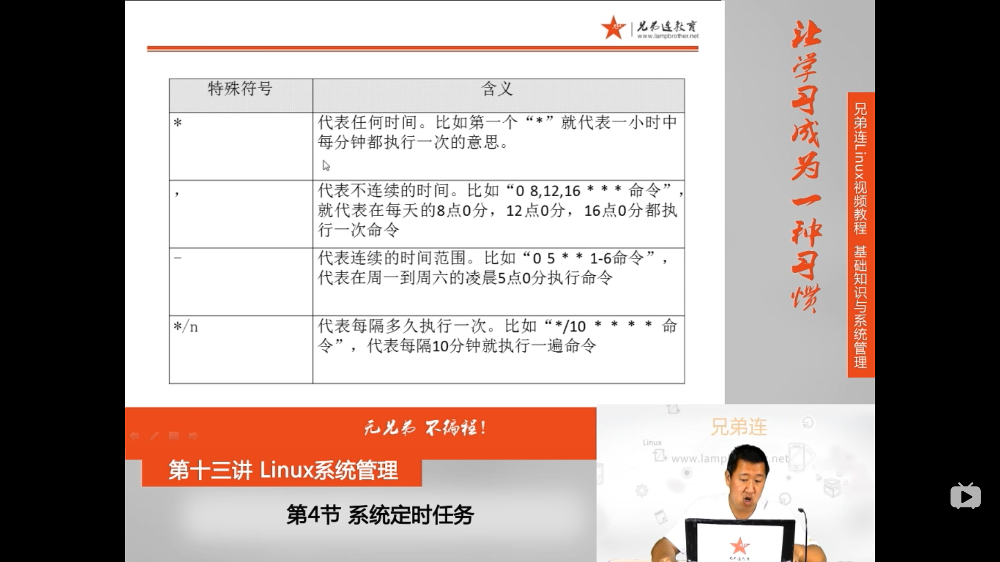 兄弟连教育
www.lampbrother.net
特殊符号
含义
*
代表任何时间。比如第一个“*”就代表一小时中
每分钟都执行一次的意思。
，
代表不连续的时间。比如“0 8,12,16 * * * 命令”，
就代表在每天的8点0分，12点0分，16点0分都执
行一次命令
-
代表连续的时间范围。比如“0 5 * * 1-6命令”，
代表在周一到周六的凌晨5点0分执行命令
*/n
代表每隔多久执行一次。比如“*/10 * * * * 命
令”，代表每隔10分钟就执行一遍命令
让学习成为一种习惯
兄弟连Linux视频教程 基础知识与系统管理
无兄弟 不编程！
第十三讲 Linux系统管理
第4节 系统定时任务
兄弟连
Linux